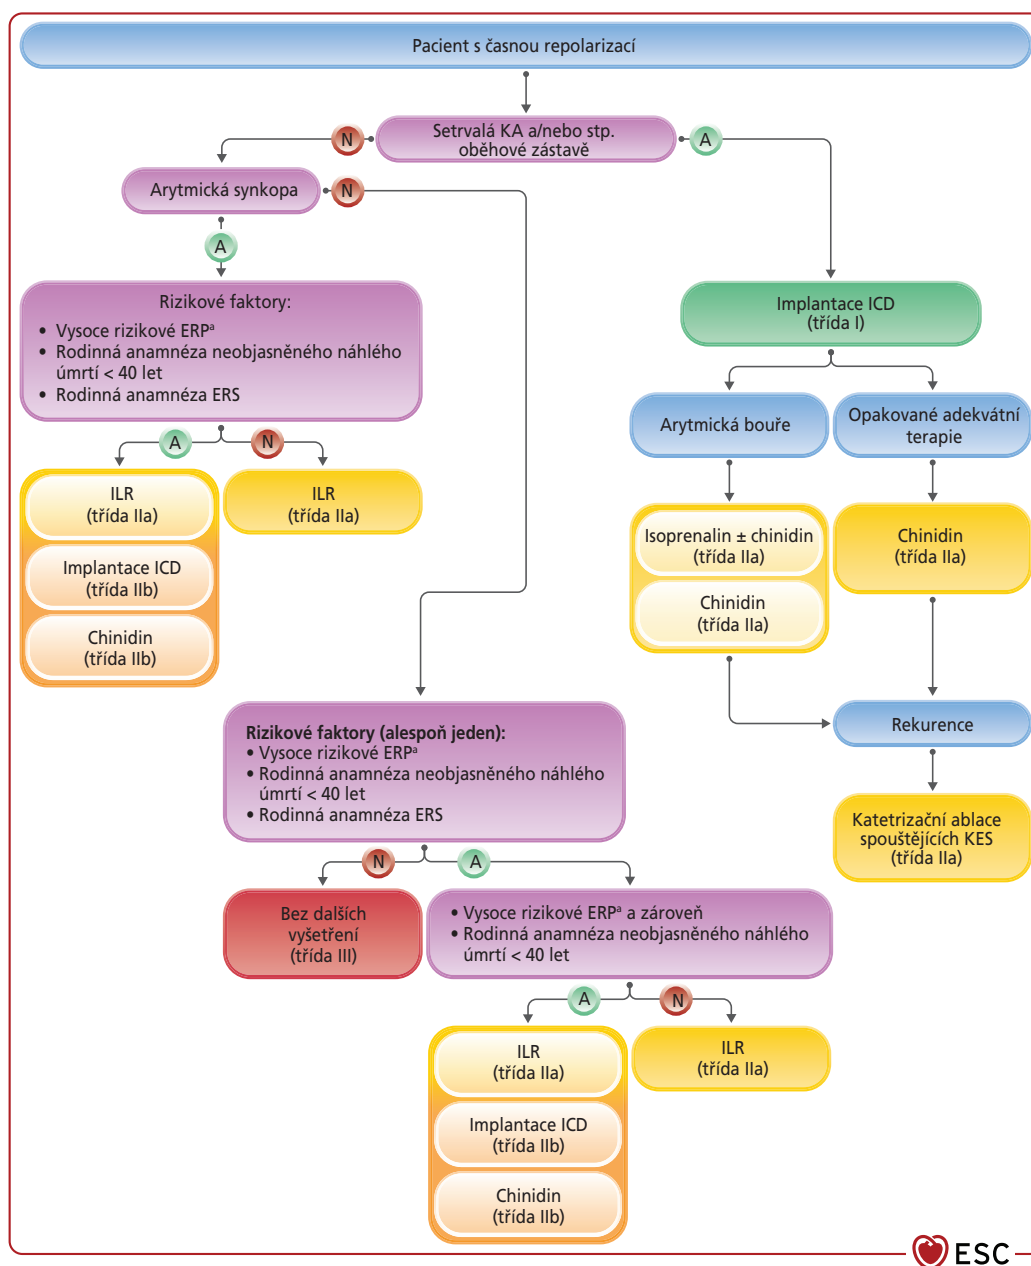 Pacient s časnou repolarizací
Setrvalá KA a/nebo stp.
oběhové zástavě
N
A
Arytmická synkopa
N
A
Rizikové faktory:
• Vysoce rizikové ERPª
• Rodinná anamnéza neobjasněného náhlého
úmrtí < 40 let
• Rodinná anamnéza ERS
A
N
ILR
(třída IIa)
Implantace ICD
(třída IIb)
Chinidin
(třída IIb)
ILR
(třída IIa)
Implantace ICD
(třída I)
Arytmická bouře
Opakované adekvátní
terapie
Isoprenalin ± chinidin
(třída IIa)
Chinidin
(třída IIa)
Chinidin
(třída IIa)
Rekurence
Katetrizační ablace
spouštějících KES
(třída IIa)
Rizikové faktory (alespoň jeden):
• Vysoce rizikové ERPª
• Rodinná anamnéza neobjasněného náhlého
úmrtí < 40 let
• Rodinná anamnéza ERS
N
A
Bez dalších
vyšetření
(třída III)
• Vysoce rizikové ERPª a zároveň
• Rodinná anamnéza neobjasněného náhlého
úmrtí < 40 let
A
N
ILR
(třída IIa)
Implantace ICD
(třída IIb)
Chinidin
(třída IIb)
ILR
(třída IIa)
ESC